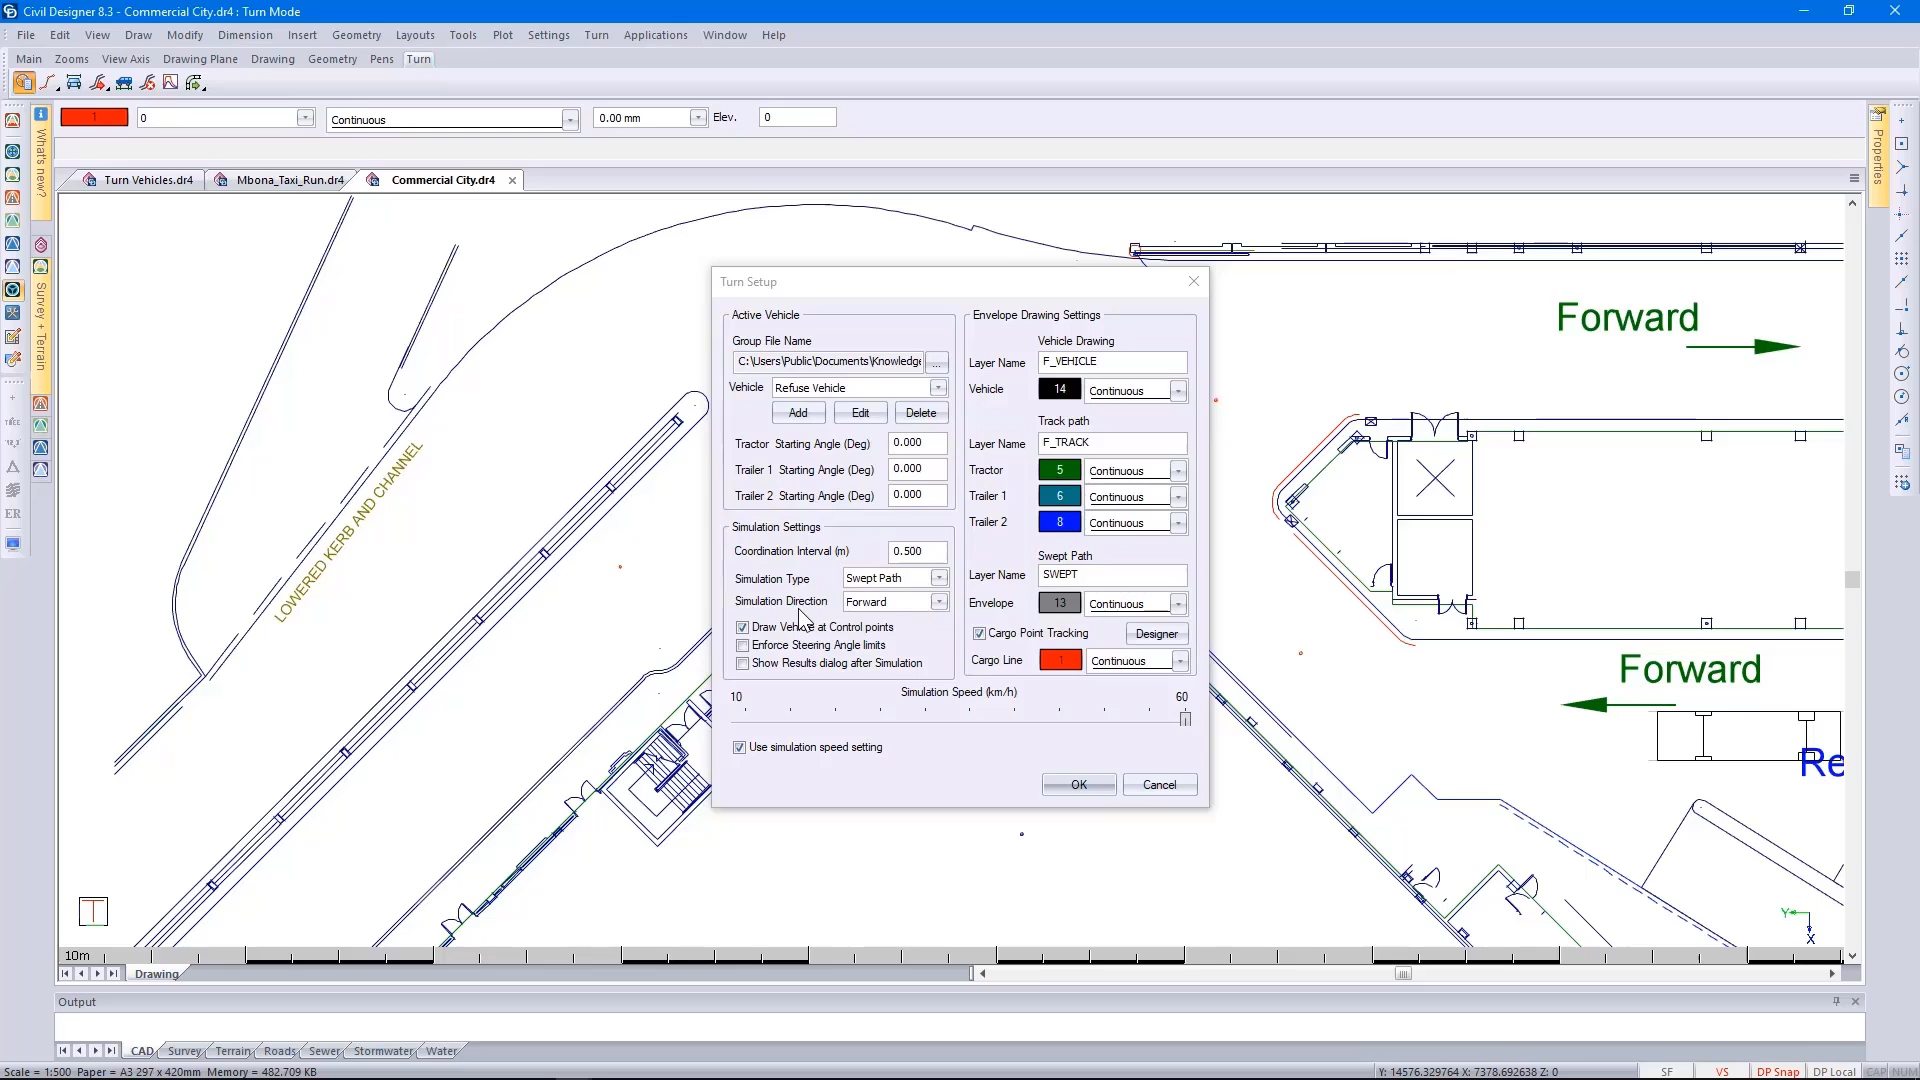 Civil Designer 8.3 - Commercial City.dr4 : Turn Mode
File Edit View Draw Modify Dimension Insert Geometry Layouts Tools Plot Settings Turn Applications Window Help
Main Zooms View Axis Drawing Plane Drawing Geometry Pens Turn
1 0 Continuous 0.00 mm Elev. 0
What's new?
Properties
Turn Vehicles.dr4 Mbona_Taxi_Run.dr4 Commercial City.dr4
Survey + Terrain
ER
LOWERED KERB AND CHANNEL
Forward
Forward
Re
Turn Setup
Active Vehicle
Group File Name
C:\Users\Public\Documents\Knowledge ...
Vehicle Refuse Vehicle
Add Edit Delete
Tractor Starting Angle (Deg) 0.000
Trailer 1 Starting Angle (Deg) 0.000
Trailer 2 Starting Angle (Deg) 0.000
Simulation Settings
Coordination Interval (m) 0.500
Simulation Type Swept Path
Simulation Direction Forward
Draw Vehicle at Control points
Enforce Steering Angle limits
Show Results dialog after Simulation
Envelope Drawing Settings
Vehicle Drawing
Layer Name F_VEHICLE
Vehicle 14 Continuous
Track path
Layer Name F_TRACK
Tractor 5 Continuous
Trailer 1 6 Continuous
Trailer 2 8 Continuous
Swept Path
Layer Name SWEPT
Envelope 13 Continuous
Cargo Point Tracking Designer
Cargo Line 1 Continuous
10 Simulation Speed (km/h) 60
Use simulation speed setting
OK Cancel
T
Y
X
10m
Drawing
Output
CAD Survey Terrain Roads Sewer Stormwater Water
Scale = 1:500 Paper = A3 297 x 420mm Memory = 482.709 KB Y: 14576.329764 X: 7378.692638 Z: 0 SF VS DP Snap DP Local CAP NUM